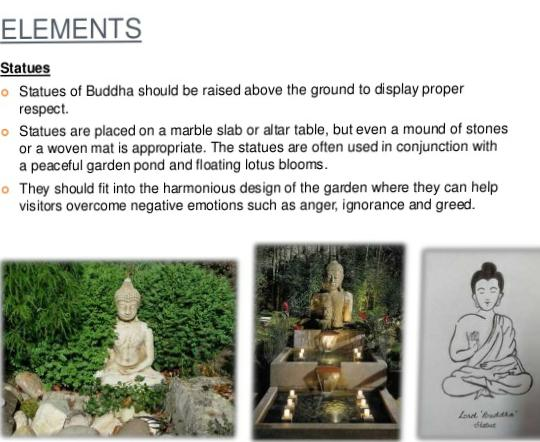 ELEMENTS
Statues
Statues of Buddha should be raised above the ground to display proper
respect.
Statues are placed on a marble slab or altar table, but even a mound of stones
or a woven mat is appropriate. The statues are often used in conjunction with
a peaceful garden pond and floating lotus blooms.
They should fit into the harmonious design of the garden where they can help
visitors overcome negative emotions such as anger, ignorance and greed.
Lord 'Buddha'
Statue